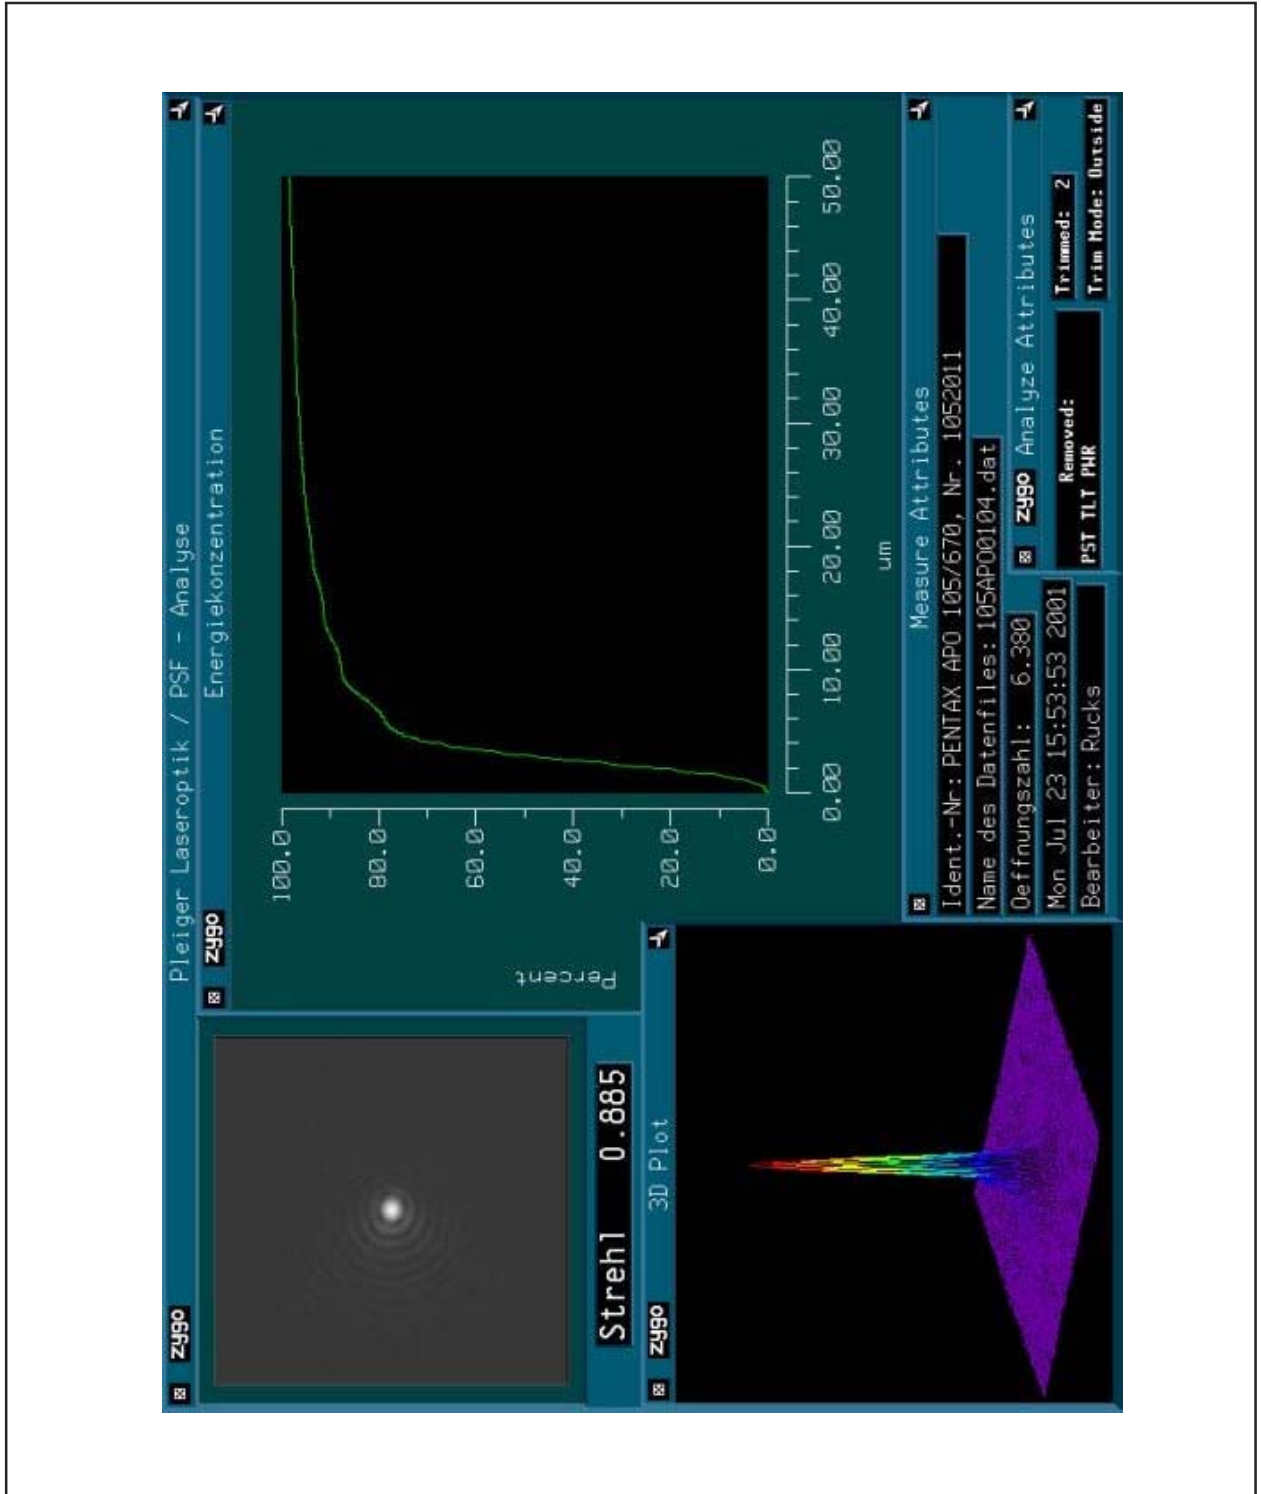 zygo Pleiger Laseroptik / PSF - Analyse
Strehl 0.885
zygo Energiekonzentration
Percent
100.0
80.0
60.0
40.0
20.0
0.0
0.00 10.00 20.00 30.00 40.00 50.00
um
zygo 3D Plot
Measure Attributes
Ident.-Nr: PENTAX APO 105/670, Nr. 1052011
Name des Datenfiles: 105APO0104.dat
Oeffnungszahl: 6.380
Mon Jul 23 15:53:53 2001
Bearbeiter: Rucks
zygo Analyze Attributes
Removed:
PST TLT PWR
Trimmed: 2
Trim Mode: Outside